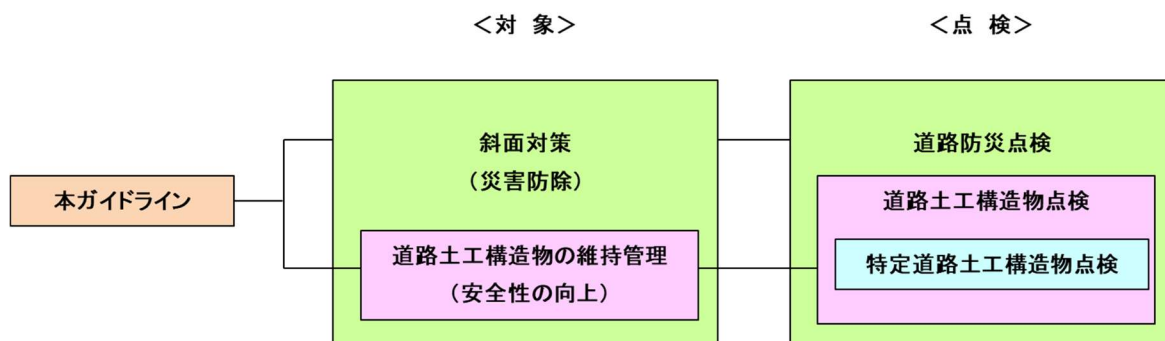 ＜対 象＞
＜点 検＞
本ガイドライン
斜面対策
（災害防除）
道路土工構造物の維持管理
（安全性の向上）
道路防災点検
道路土工構造物点検
特定道路土工構造物点検